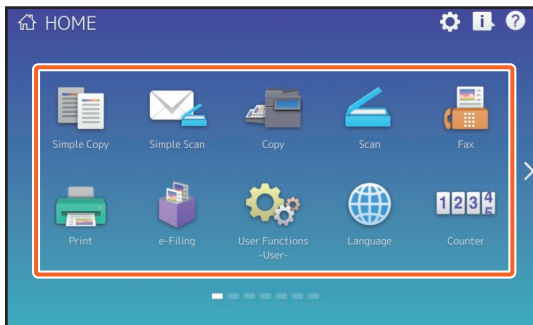 HOME
Simple Copy
Simple Scan
Copy
Scan
Fax
Print
e-Filing
User Functions
-User-
Language
Counter